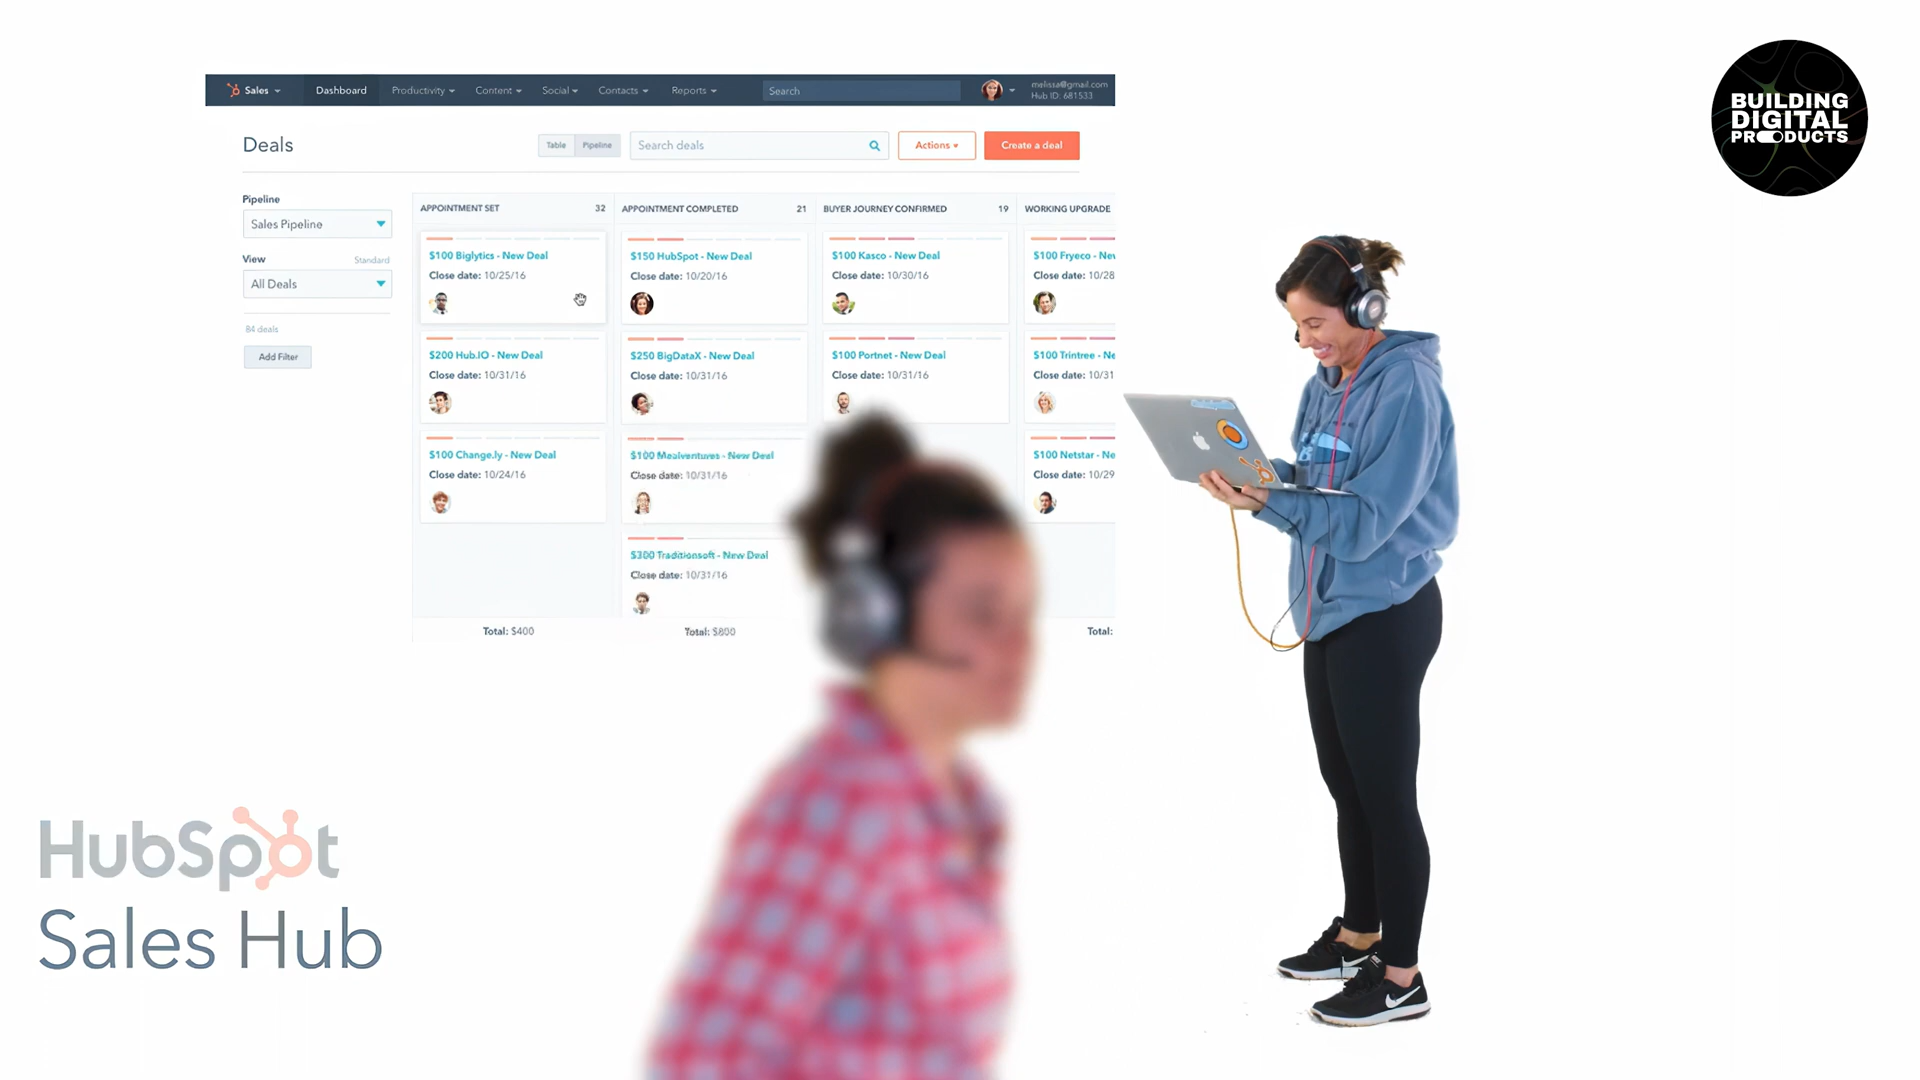 Sales
Dashboard
Productivity
Content
Social
Contacts
Reports
Search
melissa@gmail.com
Hub ID: 681533
BUILDING
DIGITAL
PRODUCTS
Deals
Table
Pipeline
Search deals
Actions
Create a deal
Pipeline
Sales Pipeline
View
Standard
All Deals
84 deals
Add Filter
APPOINTMENT SET 32
$100 Biglytics - New Deal
Close date: 10/25/16
$200 Hub.IO - New Deal
Close date: 10/31/16
$100 Change.ly - New Deal
Close date: 10/24/16
Total: $400
APPOINTMENT COMPLETED 21
$150 HubSpot - New Deal
Close date: 10/20/16
$250 BigDataX - New Deal
Close date: 10/31/16
$100 Mealventures - New Deal
Close date: 10/31/16
$300 Traditionsoft - New Deal
Close date: 10/31/16
Total: $800
BUYER JOURNEY CONFIRMED 19
$100 Kasco - New Deal
Close date: 10/30/16
$100 Portnet - New Deal
Close date: 10/31/16
WORKING UPGRADE
$100 Fryeco - New
Close date: 10/28
$100 Trintree - Ne
Close date: 10/31
$100 Netstar - Ne
Close date: 10/29
Total:
HubSpot
Sales Hub